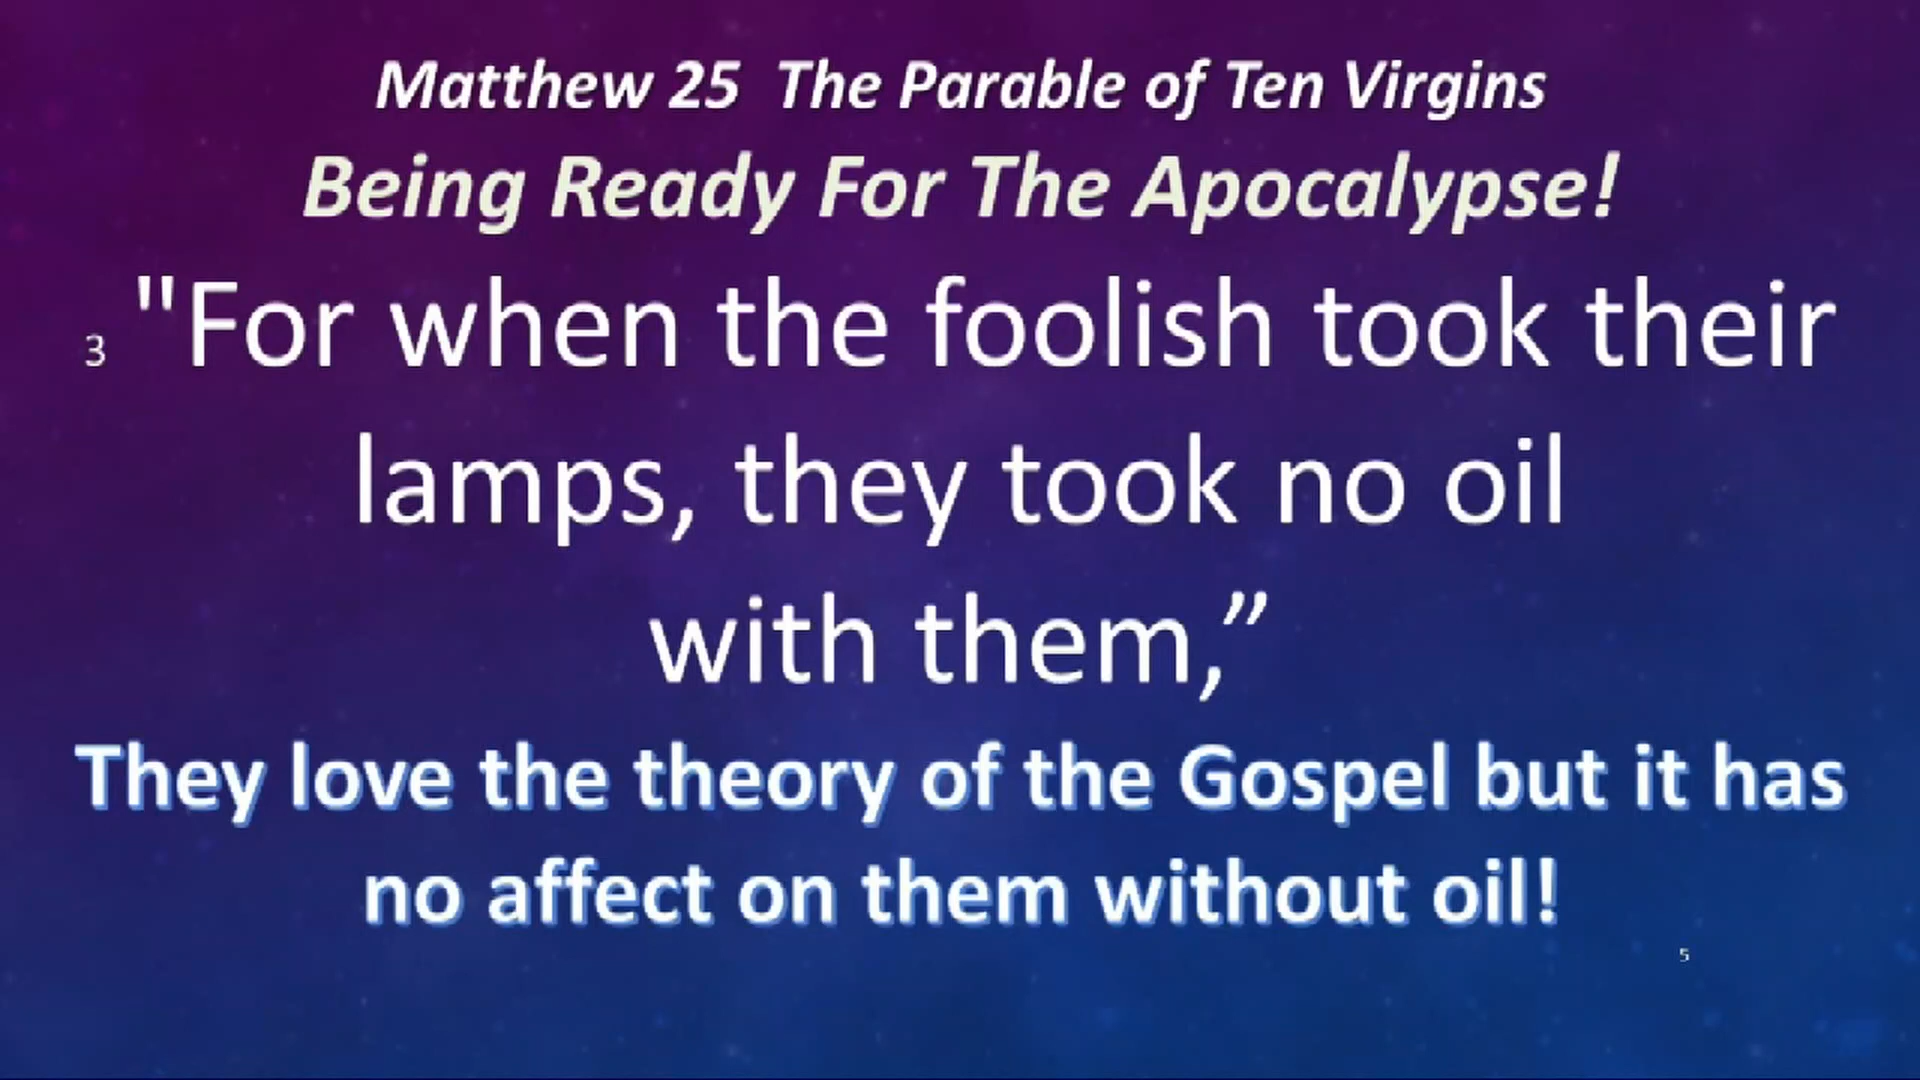 Matthew 25  The Parable of Ten Virgins
Being Ready For The Apocalypse!
3 "For when the foolish took their
lamps, they took no oil
with them,”
They love the theory of the Gospel but it has
no affect on them without oil!
5